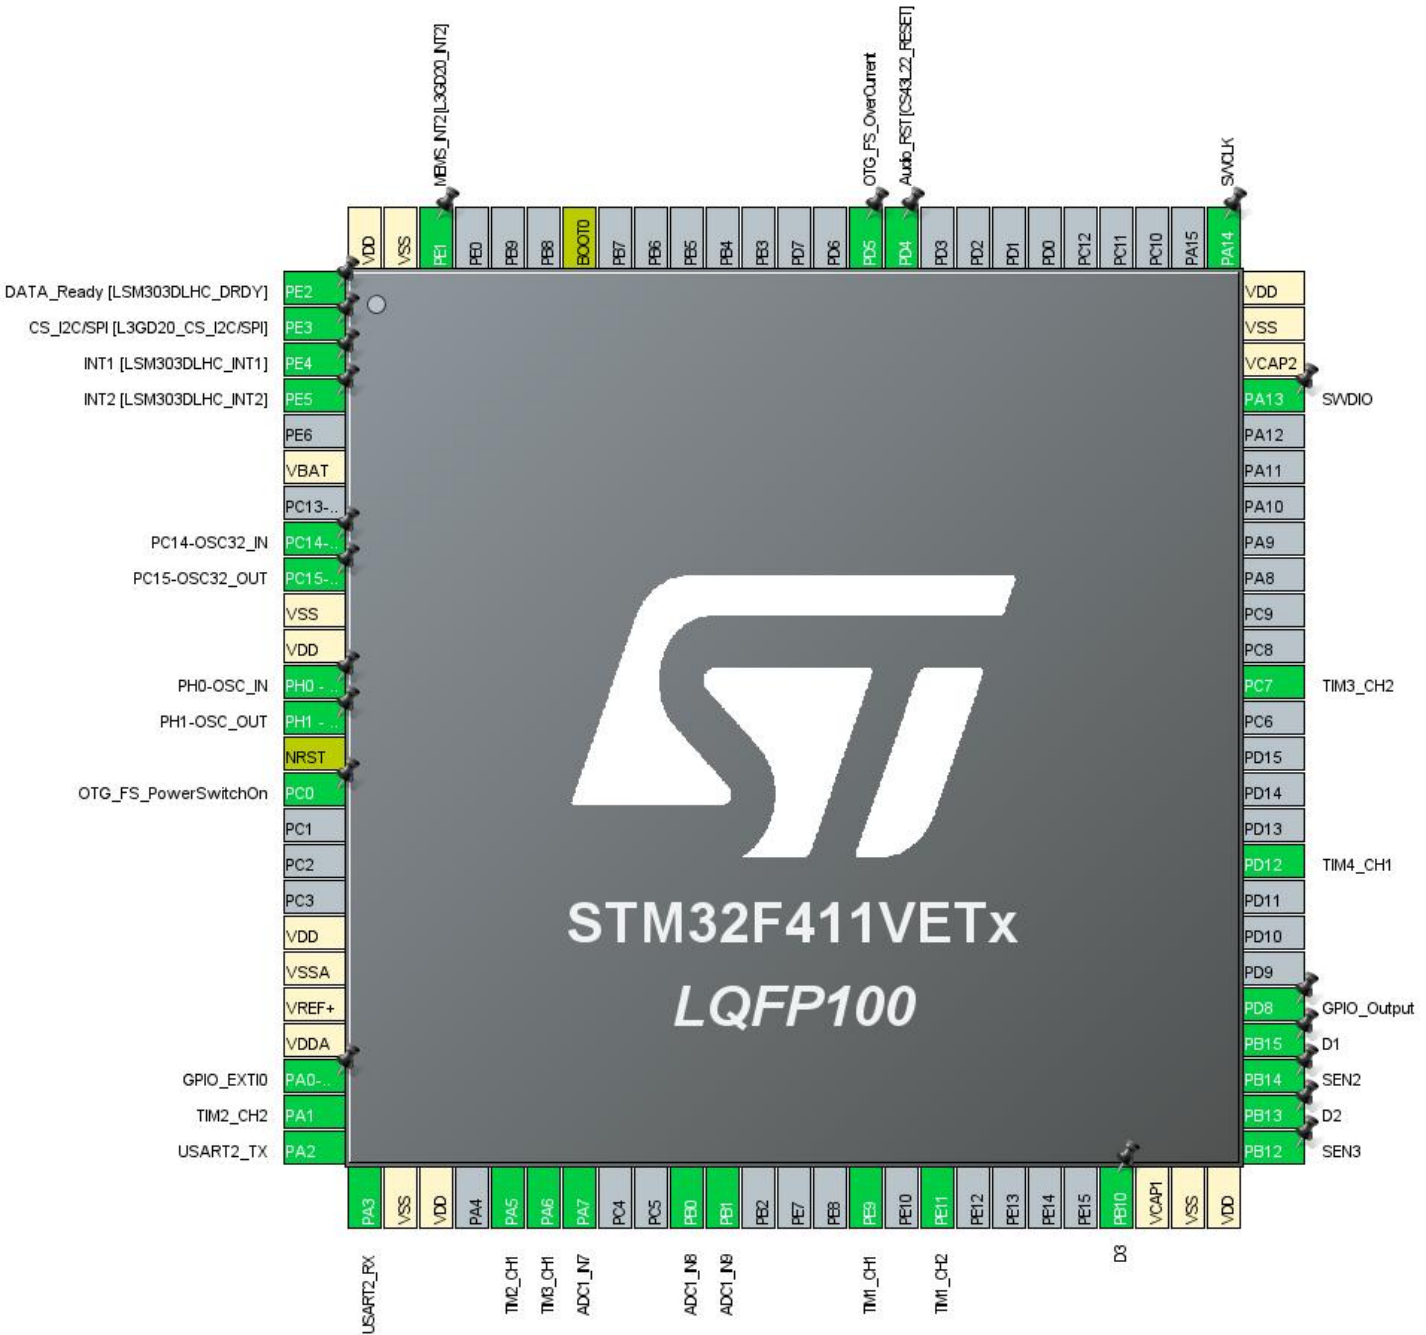 MEMS_INT2 [L3GD20_INT2]
OTG_FS_OverCurrent
Audio_RST [CS43L22_RESET]
SWCLK
VDD
VSS
PE1
PE0
PB9
PB8
BOOT0
PB7
PB6
PB5
PB4
PB3
PD7
PD6
PD5
PD4
PD3
PD2
PD1
PD0
PC12
PC11
PC10
PA15
PA14
DATA_Ready [LSM303DLHC_DRDY] PE2
CS_I2C/SPI [L3GD20_CS_I2C/SPI] PE3
INT1 [LSM303DLHC_INT1] PE4
INT2 [LSM303DLHC_INT2] PE5
PE6
VBAT
PC13-..
PC14-OSC32_IN PC14-..
PC15-OSC32_OUT PC15-..
VSS
VDD
PH0-OSC_IN PH0 - ..
PH1-OSC_OUT PH1 - ..
NRST
OTG_FS_PowerSwitchOn PC0
PC1
PC2
PC3
VDD
VSSA
VREF+
VDDA
GPIO_EXTI0 PA0-..
TIM2_CH2 PA1
USART2_TX PA2
STM32F411VETx
LQFP100
VDD
VSS
VCAP2
PA13 SWDIO
PA12
PA11
PA10
PA9
PA8
PC9
PC8
PC7 TIM3_CH2
PC6
PD15
PD14
PD13
PD12 TIM4_CH1
PD11
PD10
PD9
PD8 GPIO_Output
PB15 D1
PB14 SEN2
PB13 D2
PB12 SEN3
PA3
VSS
VDD
PA4
PA5
PA6
PA7
PC4
PC5
PB0
PB1
PB2
PE7
PE8
PE9
PE10
PE11
PE12
PE13
PE14
PE15
PB10
VCAP1
VSS
VDD
USART2_RX
TIM2_CH1
TIM3_CH1
ADC1_IN7
ADC1_IN8
ADC1_IN9
TIM1_CH1
TIM1_CH2
D3